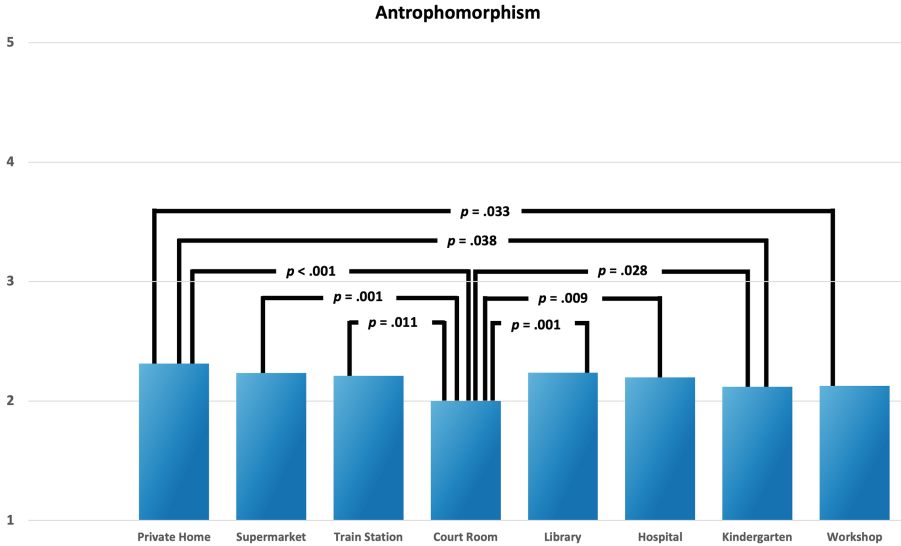 Antrophomorphism
5
4
p = .033
p = .038
p < .001
p = .028
3
p = .001
p = .009
p = .011
p = .001
2
1
Private Home Supermarket Train Station Court Room Library Hospital Kindergarten Workshop